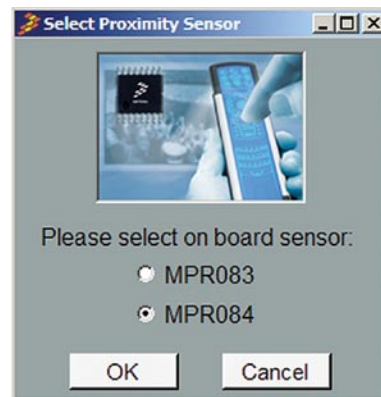 Select Proximity Sensor
Please select on board sensor:
MPR083
MPR084
OK
Cancel